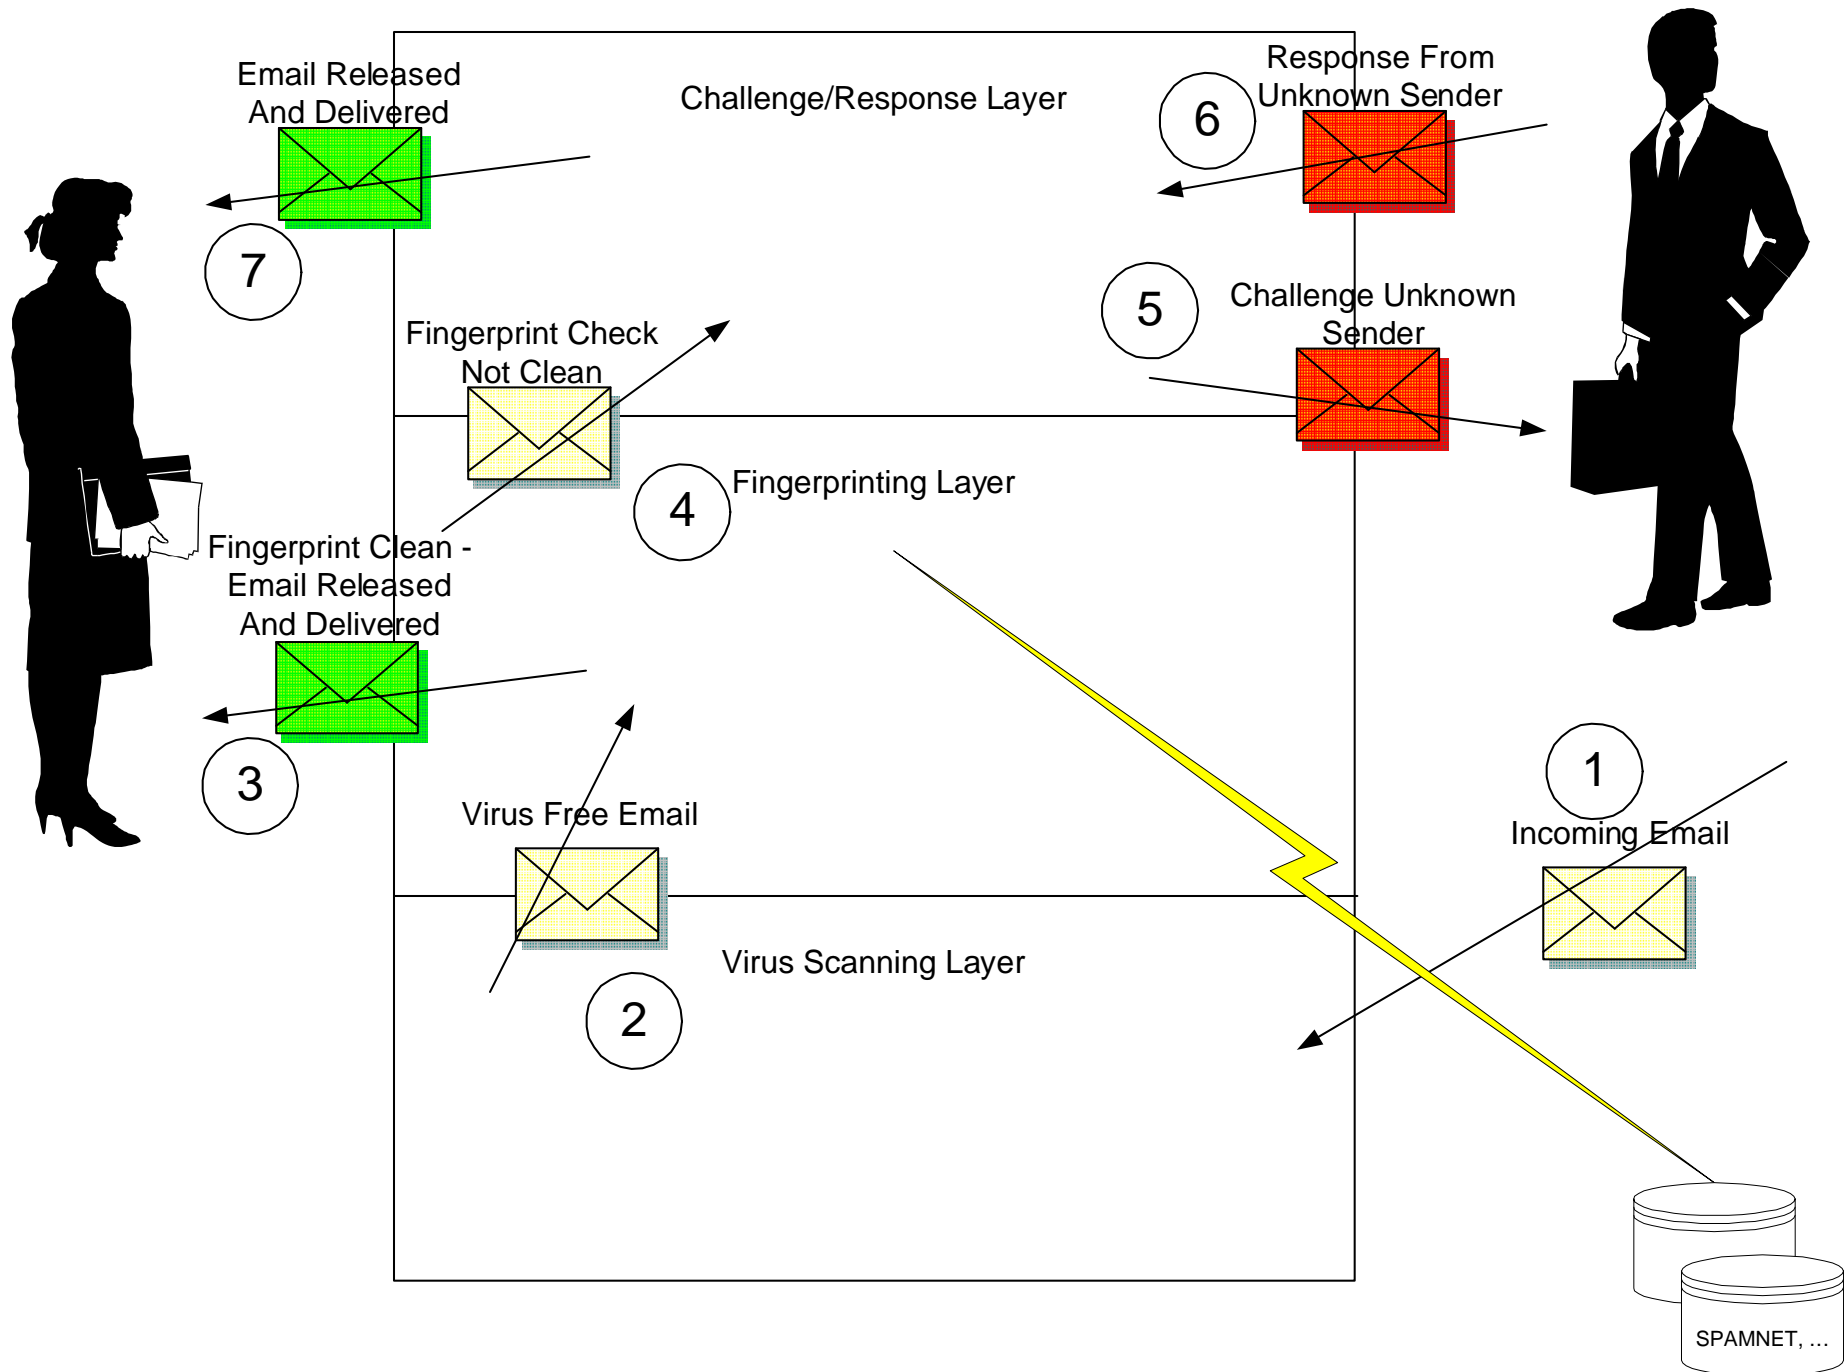 Email Released
And Delivered
7
Challenge/Response Layer
6
Response From
Unknown Sender
5
Challenge Unknown
Sender
Fingerprint Check
Not Clean
4
Fingerprinting Layer
Fingerprint Clean -
Email Released
And Delivered
3
1
Incoming Email
Virus Free Email
2
Virus Scanning Layer
SPAMNET, ...